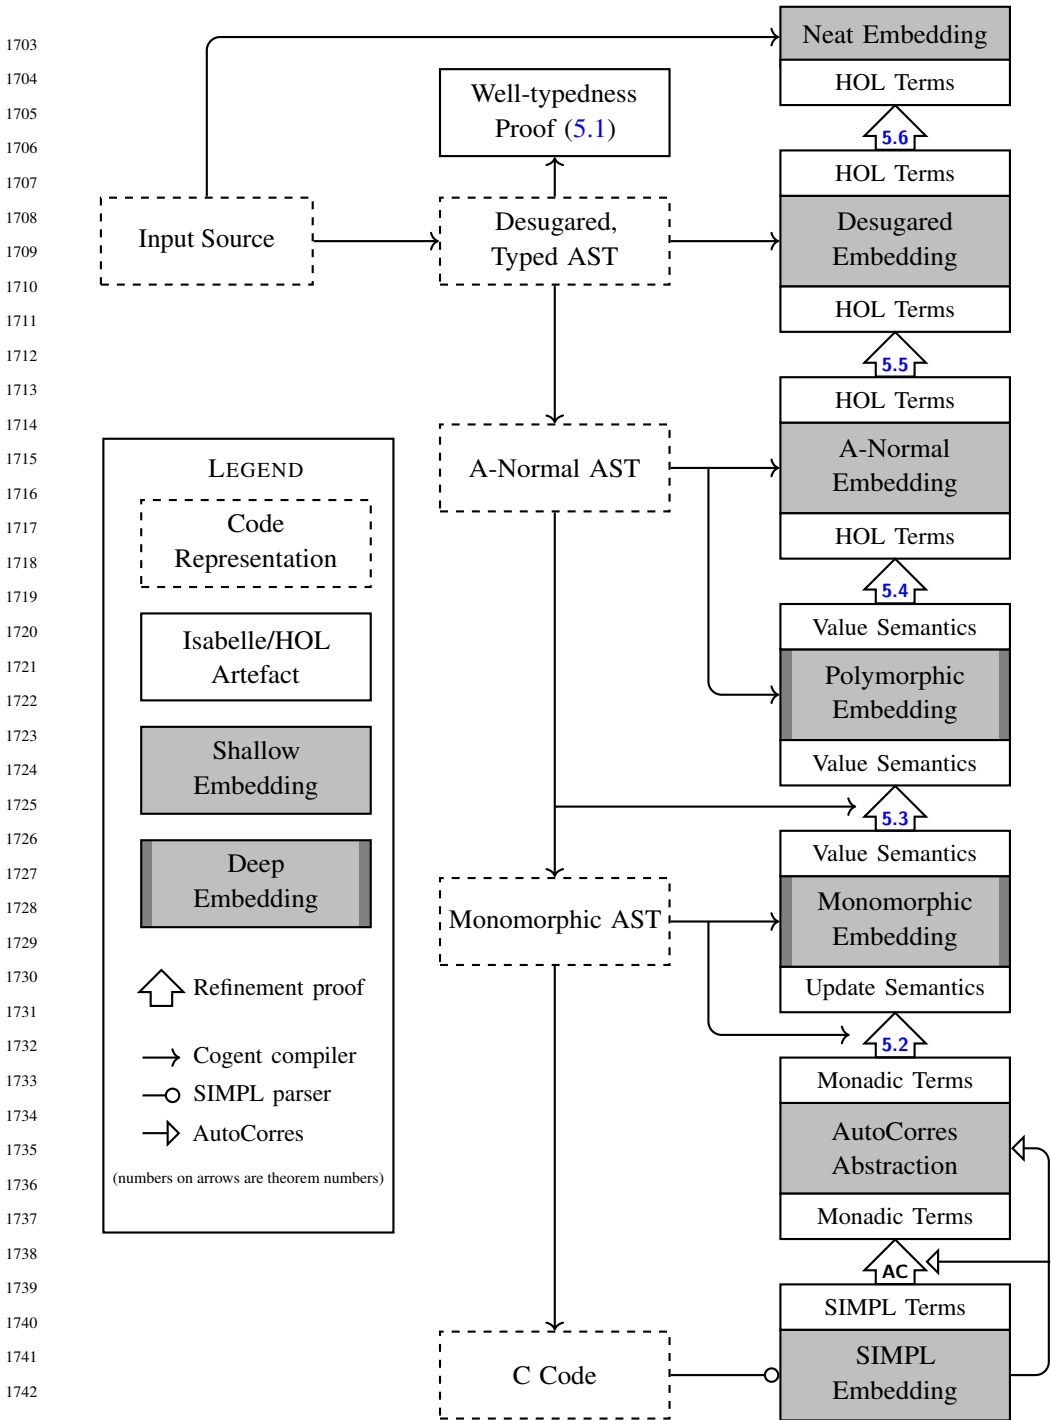 1703
1704
1705
1706
1707
1708
1709
1710
1711
1712
1713
1714
1715
1716
1717
1718
1719
1720
1721
1722
1723
1724
1725
1726
1727
1728
1729
1730
1731
1732
1733
1734
1735
1736
1737
1738
1739
1740
1741
1742
Neat Embedding
HOL Terms
5.6
Well-typedness
Proof (5.1)
Input Source
Desugared,
Typed AST
HOL Terms
Desugared
Embedding
HOL Terms
5.5
A-Normal AST
HOL Terms
A-Normal
Embedding
HOL Terms
5.4
Value Semantics
Polymorphic
Embedding
Value Semantics
5.3
Monomorphic AST
Value Semantics
Monomorphic
Embedding
Update Semantics
5.2
Monadic Terms
AutoCorres
Abstraction
Monadic Terms
AC
C Code
SIMPL Terms
SIMPL
Embedding
LEGEND
Code
Representation
Isabelle/HOL
Artefact
Shallow
Embedding
Deep
Embedding
Refinement proof
Cogent compiler
SIMPL parser
AutoCorres
(numbers on arrows are theorem numbers)